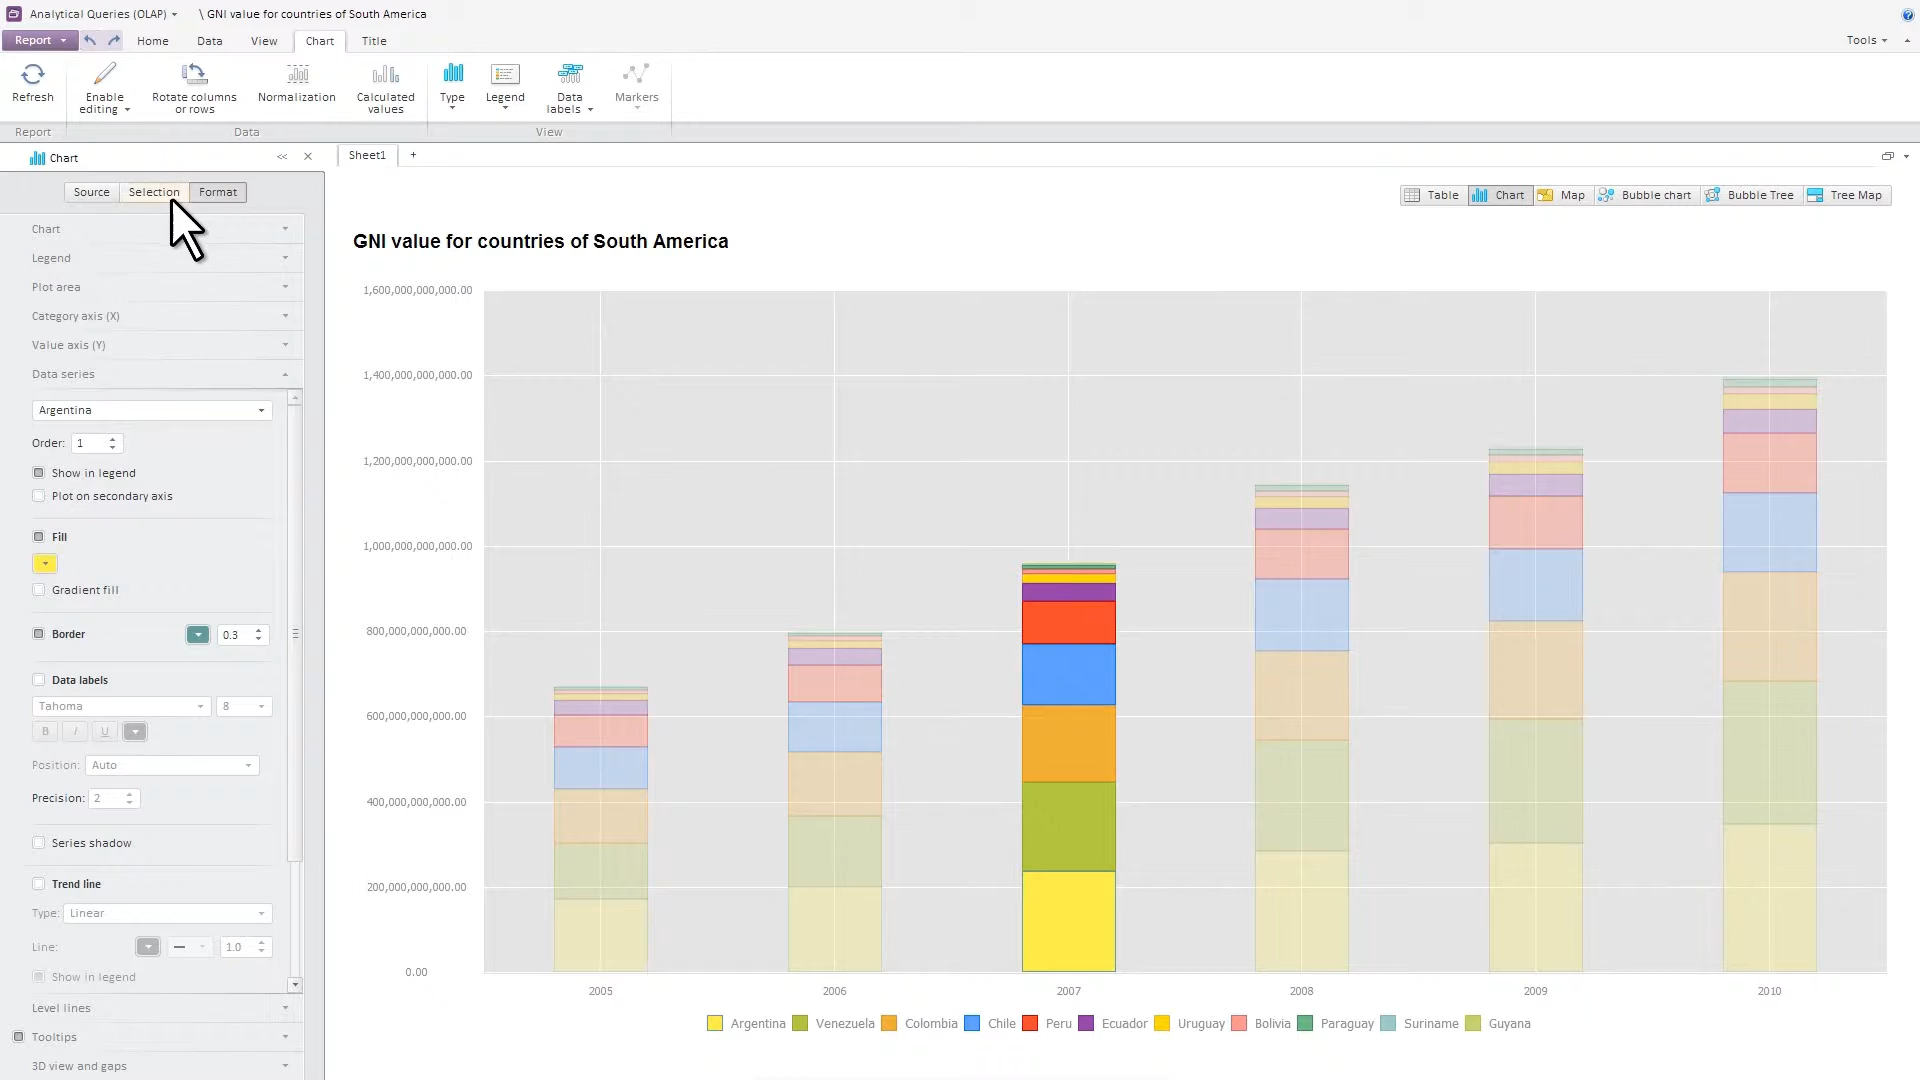 Analytical Queries (OLAP) \ GNI value for countries of South America
Report Home Data View Chart Title Tools
Refresh Enable editing Rotate columns or rows Normalization Calculated values Type Legend Data labels Markers
Report Data View
Chart Sheet1 +
Source Selection Format
Table Chart Map Bubble chart Bubble Tree Tree Map
Chart
Legend
Plot area
Category axis (X)
Value axis (Y)
Data series
Argentina
Order: 1
Show in legend
Plot on secondary axis
Fill
Gradient fill
Border 0.3
Data labels
Tahoma 8
B I U
Position: Auto
Precision: 2
Series shadow
Trend line
Type: Linear
Line: 1.0
Show in legend
Level lines
Tooltips
3D view and gaps
GNI value for countries of South America
1,600,000,000,000.00
1,400,000,000,000.00
1,200,000,000,000.00
1,000,000,000,000.00
800,000,000,000.00
600,000,000,000.00
400,000,000,000.00
200,000,000,000.00
0.00
2005 2006 2007 2008 2009 2010
Argentina Venezuela Colombia Chile Peru Ecuador Uruguay Bolivia Paraguay Suriname Guyana